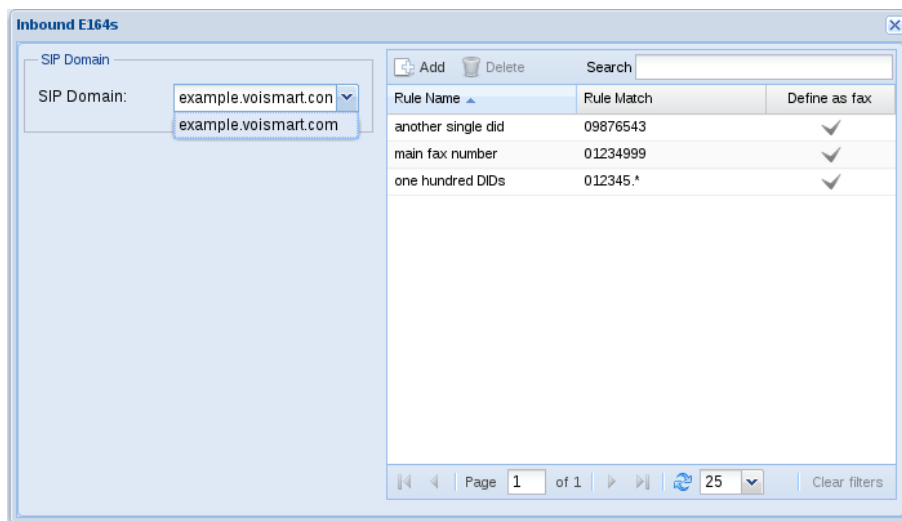 Inbound E164s
SIP Domain
SIP Domain:
example.voismart.con
example.voismart.com
Add Delete Search
Rule Name Rule Match Define as fax
another single did 09876543
main fax number 01234999
one hundred DIDs 012345.*
Page 1 of 1 25 Clear filters